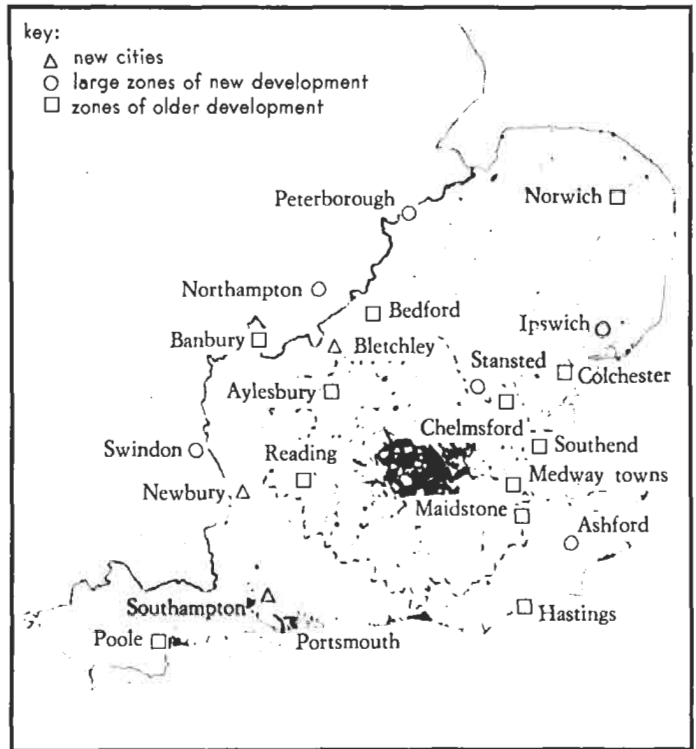 key:
new cities
large zones of new development
zones of older development
Peterborough
Norwich
Northampton
Bedford
Ipswich
Banbury
Bletchley
Stansted
Colchester
Aylesbury
Chelmsford
Swindon
Reading
Southend
Newbury
Medway towns
Maidstone
Ashford
Southampton
Hastings
Poole
Portsmouth